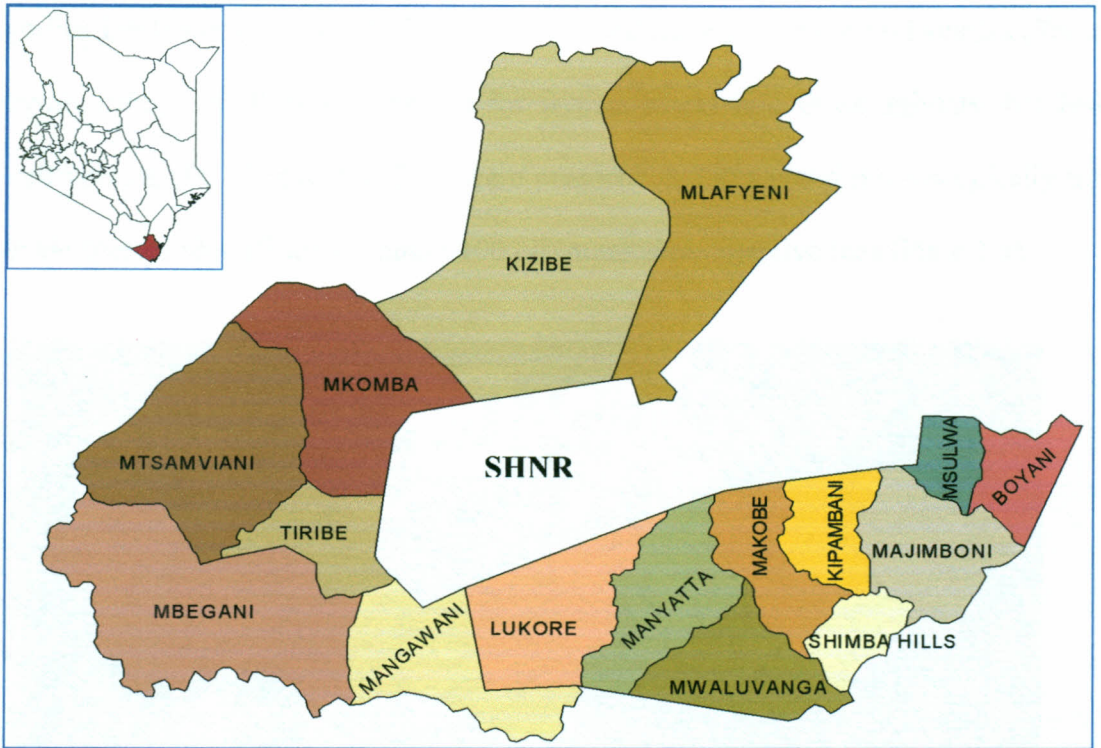 MLAFYENI
KIZIBE
MKOMBA
MTSAMVIANI
SHNR
MSULWA
BOYANI
TIRIBE
MAKOBE
KIPAMBANI
MAJIMBONI
MBEGANI
MANGAWANI
LUKORE
MANYATTA
SHIMBA HILLS
MWALUVANGA